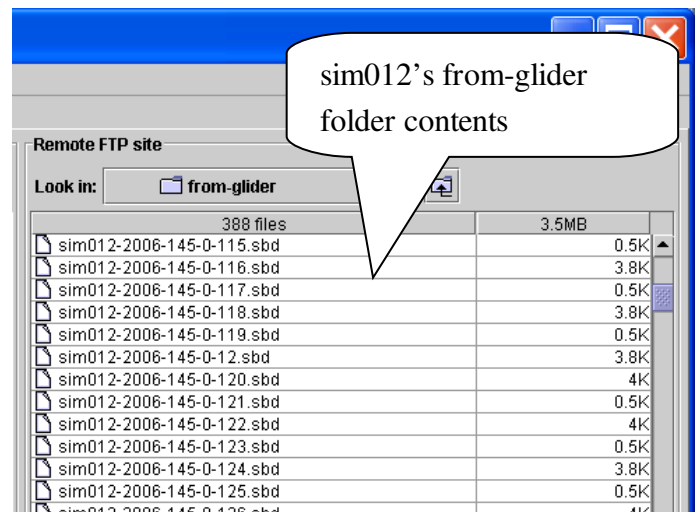 sim012’s from-glider
folder contents
Remote FTP site
Look in: from-glider
388 files 3.5MB
sim012-2006-145-0-115.sbd 0.5K
sim012-2006-145-0-116.sbd 3.8K
sim012-2006-145-0-117.sbd 0.5K
sim012-2006-145-0-118.sbd 3.8K
sim012-2006-145-0-119.sbd 0.5K
sim012-2006-145-0-12.sbd 3.8K
sim012-2006-145-0-120.sbd 4K
sim012-2006-145-0-121.sbd 0.5K
sim012-2006-145-0-122.sbd 4K
sim012-2006-145-0-123.sbd 0.5K
sim012-2006-145-0-124.sbd 3.8K
sim012-2006-145-0-125.sbd 0.5K